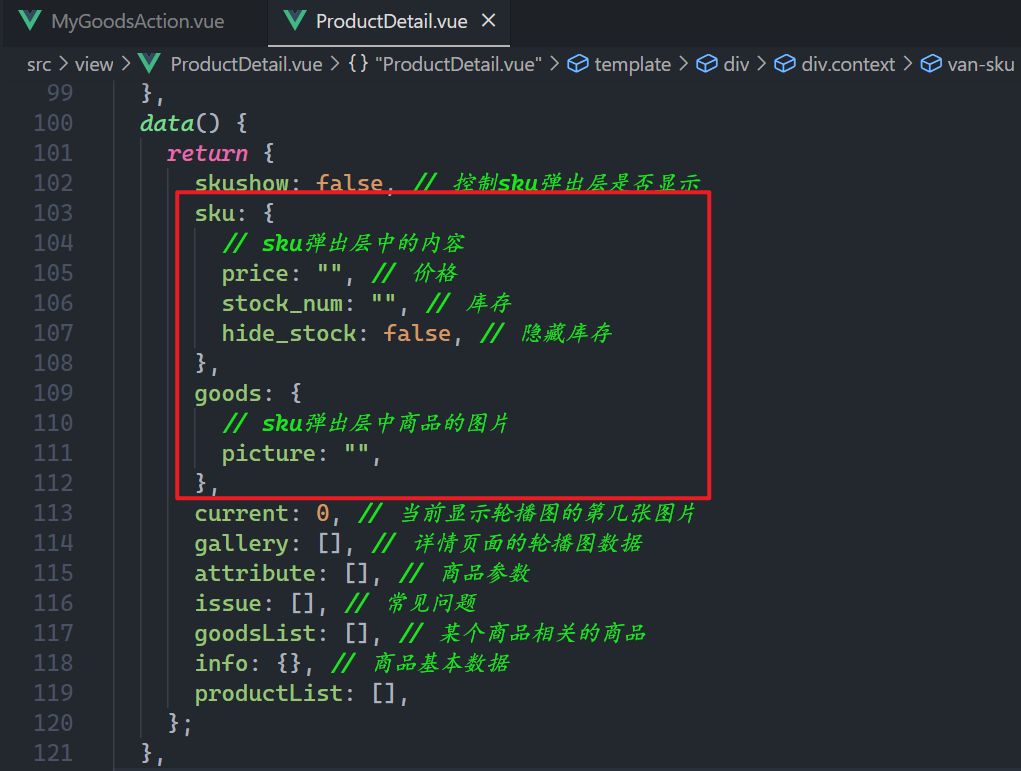 MyGoodsAction.vue
ProductDetail.vue ×
src > view > ProductDetail.vue > {} "ProductDetail.vue" > template > div > div.context > van-sku
99 },
100 data() {
101 return {
102 skushow: false, // 控制sku弹出层是否显示
103 sku: {
104 // sku弹出层中的内容
105 price: "", // 价格
106 stock_num: "", // 库存
107 hide_stock: false, // 隐藏库存
108 },
109 goods: {
110 // sku弹出层中商品的图片
111 picture: "",
112 },
113 current: 0, // 当前显示轮播图的第几张图片
114 gallery: [], // 详情页面的轮播图数据
115 attribute: [], // 商品参数
116 issue: [], // 常见问题
117 goodsList: [], // 某个商品相关的商品
118 info: {}, // 商品基本数据
119 productList: [],
120 };
121 },